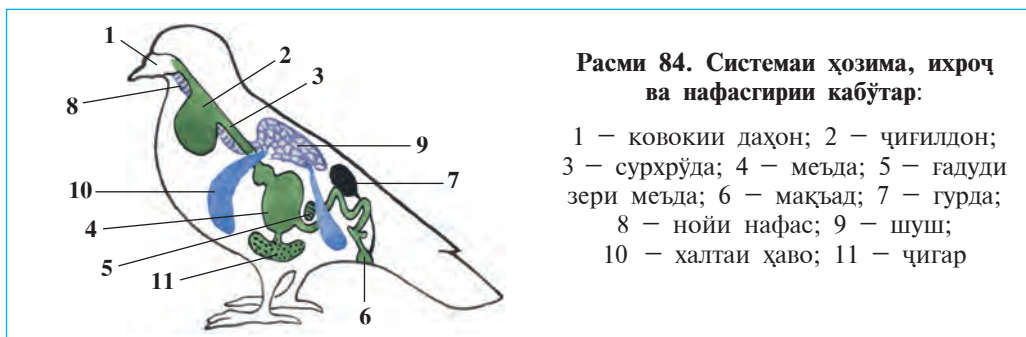 1
2
3
8
9
7
10
4
5
11
6
Расми 84. Системаи ҳозима, ихроҷ
ва нафасгирии кабӯтар:
1 – ковокии даҳон; 2 – ҷиғилдон;
3 – сурхрӯда; 4 – меъда; 5 – ғадуди
зери меъда; 6 – мақъад; 7 – гурда;
8 – нойи нафас; 9 – шуш;
10 – халтаи ҳаво; 11 – ҷигар